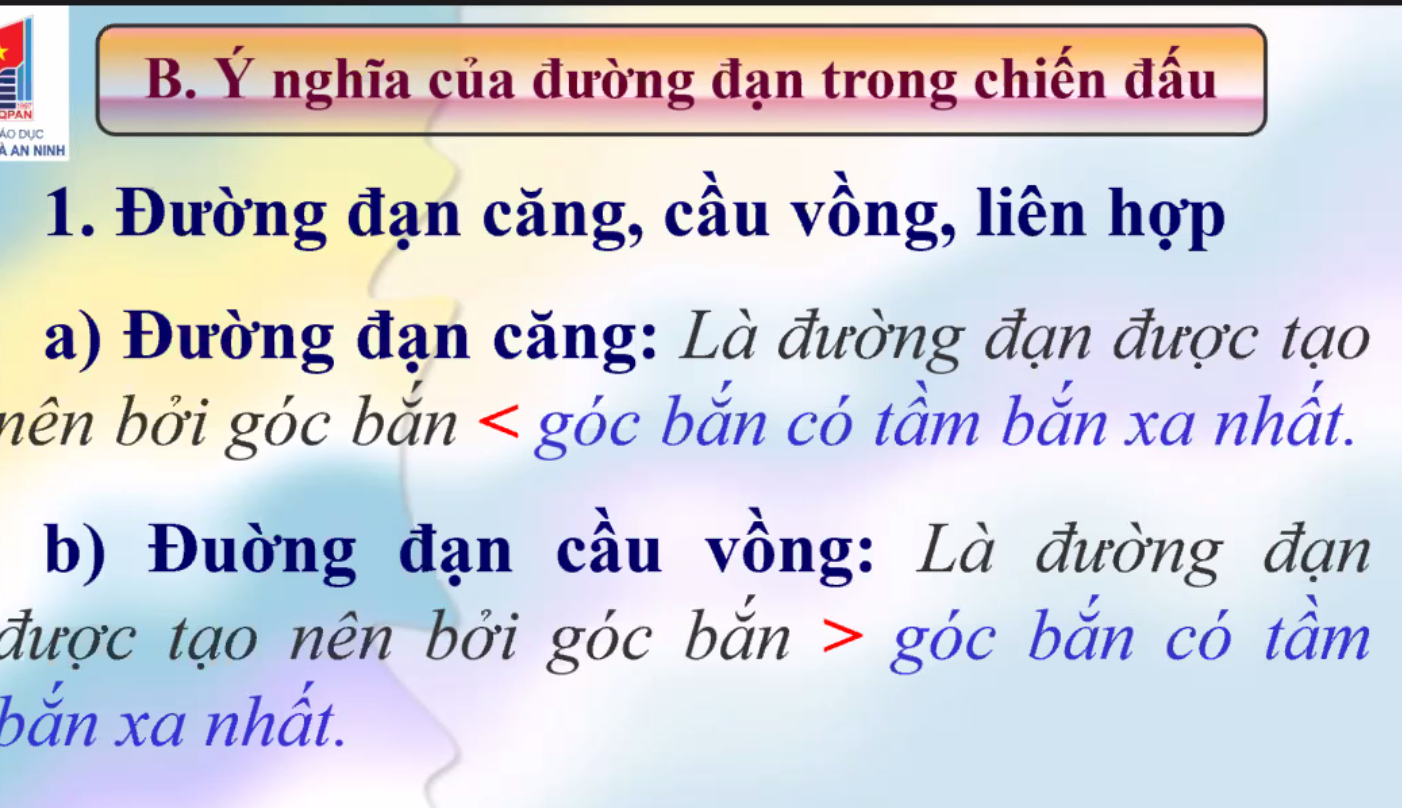 QPAN
ÁO DỤC
À AN NINH
B. Ý nghĩa của đường đạn trong chiến đấu
1. Đường đạn căng, cầu vồng, liên hợp
a) Đường đạn căng: Là đường đạn được tạo
nên bởi góc bắn < góc bắn có tầm bắn xa nhất.
b) Đuờng đạn cầu vồng: Là đường đạn
được tạo nên bởi góc bắn > góc bắn có tầm
bắn xa nhất.